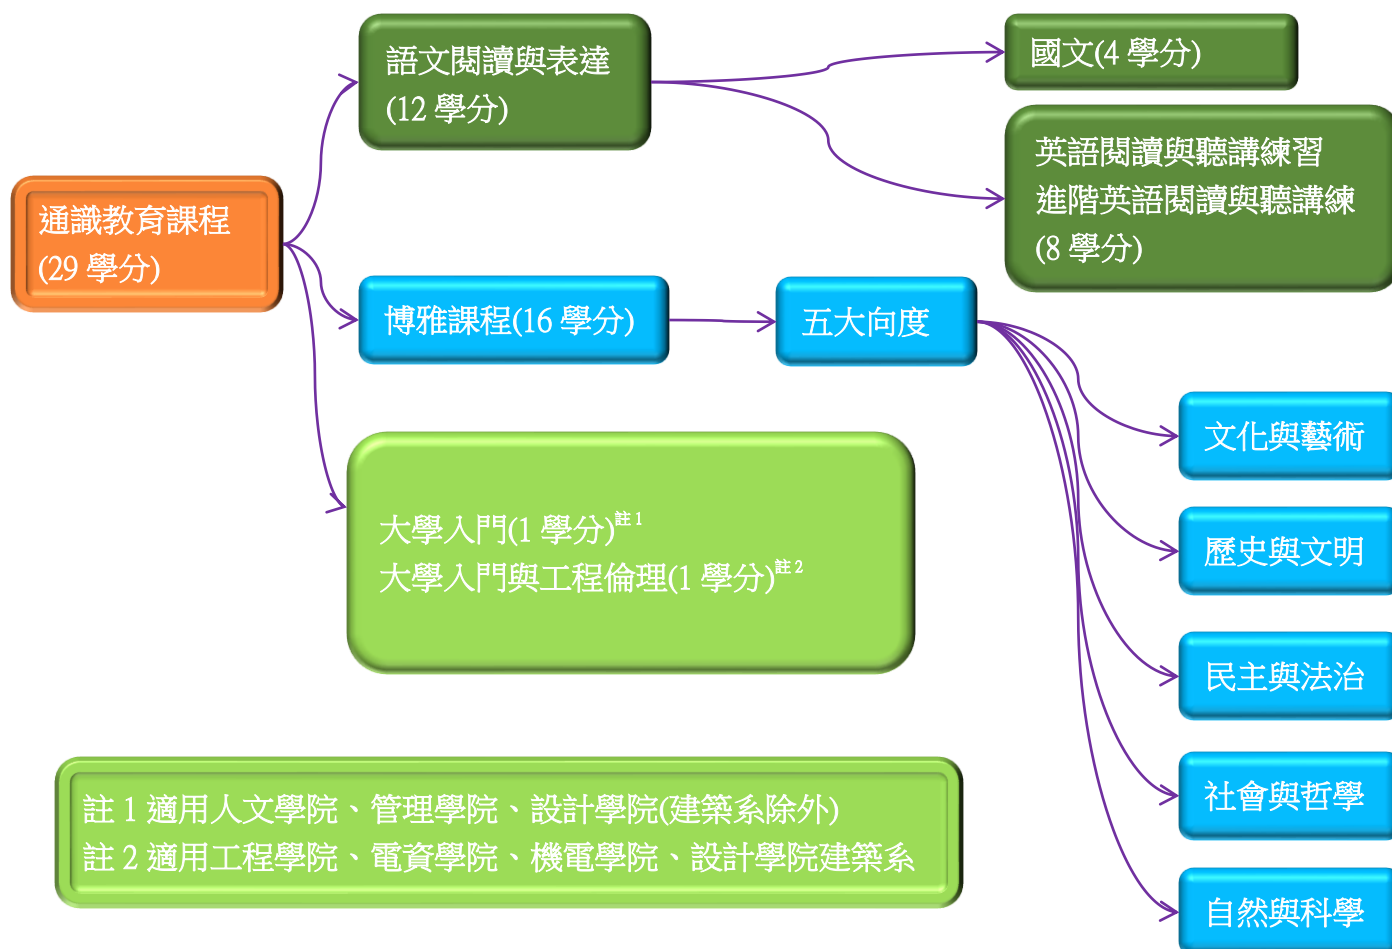 語文閱讀與表達
(12 學分)
國文(4 學分)
英語閱讀與聽講練習
進階英語閱讀與聽講練
(8 學分)
通識教育課程
(29 學分)
博雅課程(16 學分)
五大向度
文化與藝術
歷史與文明
民主與法治
社會與哲學
自然與科學
大學入門(1 學分)註 1
大學入門與工程倫理(1 學分)註 2
註 1 適用人文學院、管理學院、設計學院(建築系除外)
註 2 適用工程學院、電資學院、機電學院、設計學院建築系